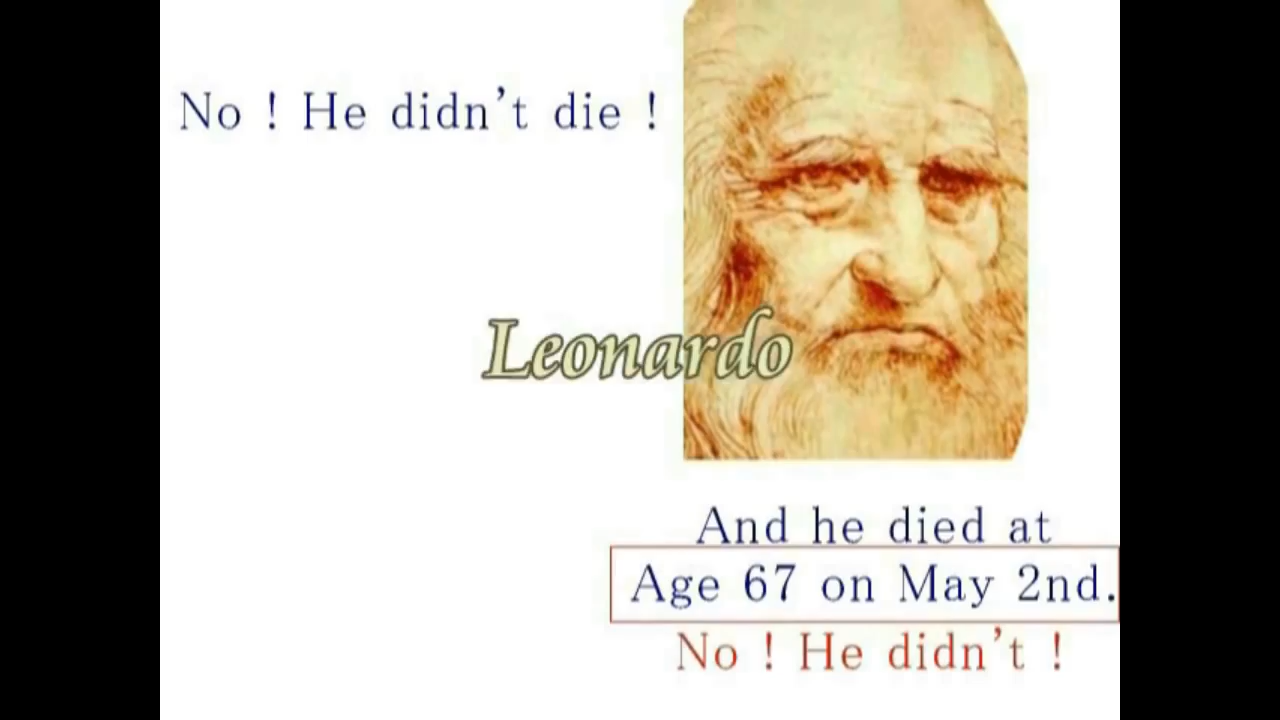 No ! He didn't die !
Leonardo
And he died at
Age 67 on May 2nd.
No ! He didn't !